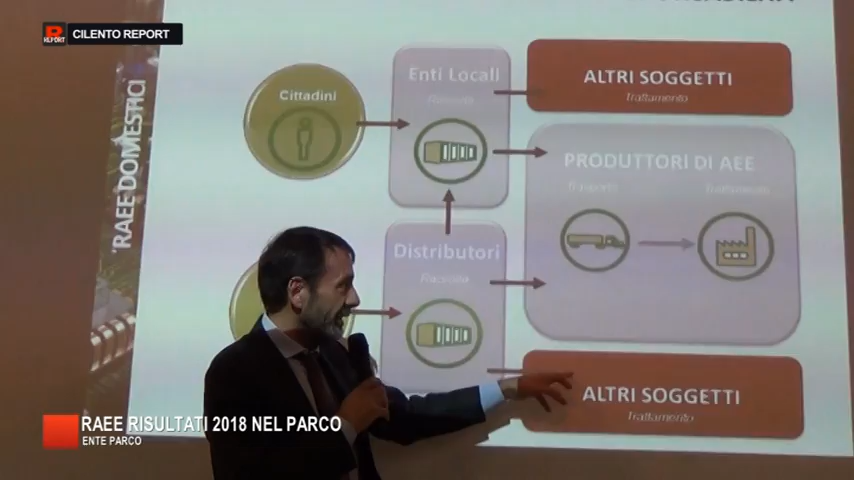 REPORT
CILENTO REPORT
RAEE DOMESTICI
Cittadini
Enti Locali
Raccolta
ALTRI SOGGETTI
Trattamento
PRODUTTORI DI AEE
Trasporto
Trattamento
Distributori
Raccolta
ALTRI SOGGETTI
Trattamento
RAEE RISULTATI 2018 NEL PARCO
ENTE PARCO